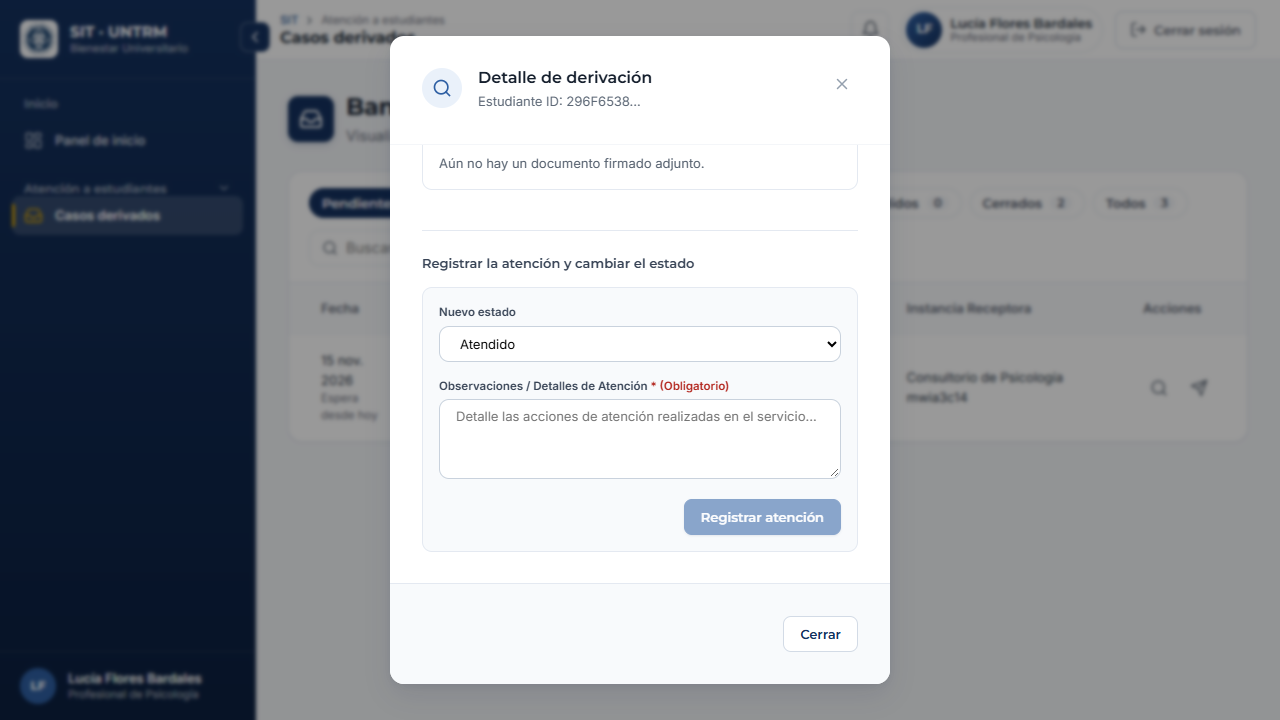 SIT - UNTRM
Bienestar Universitario
Inicio
Panel de inicio
Atención a estudiantes
Casos derivados
Lucía Flores Bardales
Profesional de Psicología
SIT > Atención a estudiantes
Casos derivados
LF
Lucía Flores Bardales
Profesional de Psicología
Cerrar sesión
Pendiente
Cerrados 2
Todos 3
Fecha
Instancia Receptora
Acciones
15 nov.
2026
Espera
desde hoy
Consultorio de Psicología
mwia3c14
Detalle de derivación
Estudiante ID: 296F6538...
Aún no hay un documento firmado adjunto.
Registrar la atención y cambiar el estado
Nuevo estado
Atendido
Observaciones / Detalles de Atención * (Obligatorio)
Detalle las acciones de atención realizadas en el servicio...
Registrar atención
Cerrar